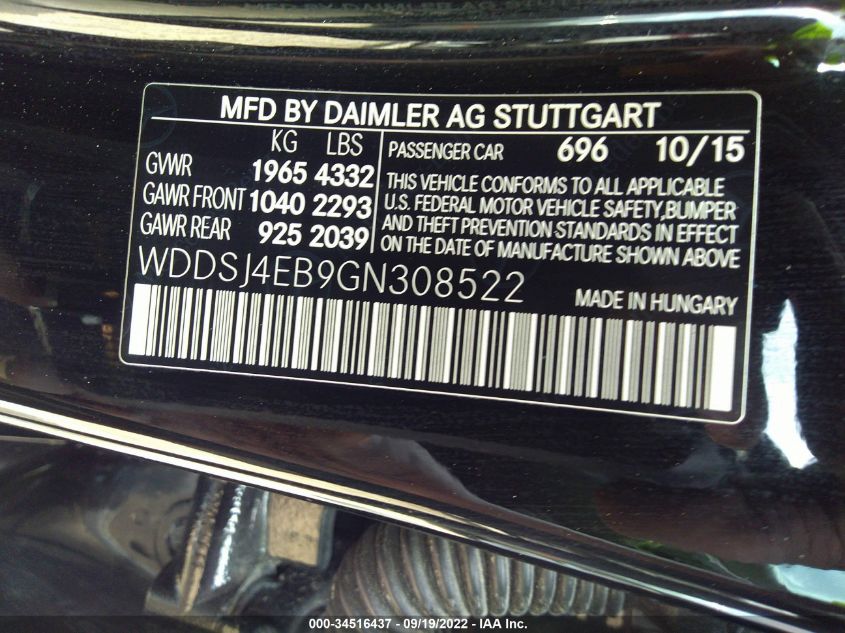 MFD BY DAIMLER AG STUTTGART
KG LBS
GVWR 1965 4332
GAWR FRONT 1040 2293
GAWR REAR 925 2039
PASSENGER CAR 696 10/15
THIS VEHICLE CONFORMS TO ALL APPLICABLE
U.S. FEDERAL MOTOR VEHICLE SAFETY,BUMPER
AND THEFT PREVENTION STANDARDS IN EFFECT
ON THE DATE OF MANUFACTURE SHOWN ABOVE
WDDSJ4EB9GN308522
MADE IN HUNGARY
000-34516437 - 09/19/2022 - IAA Inc.